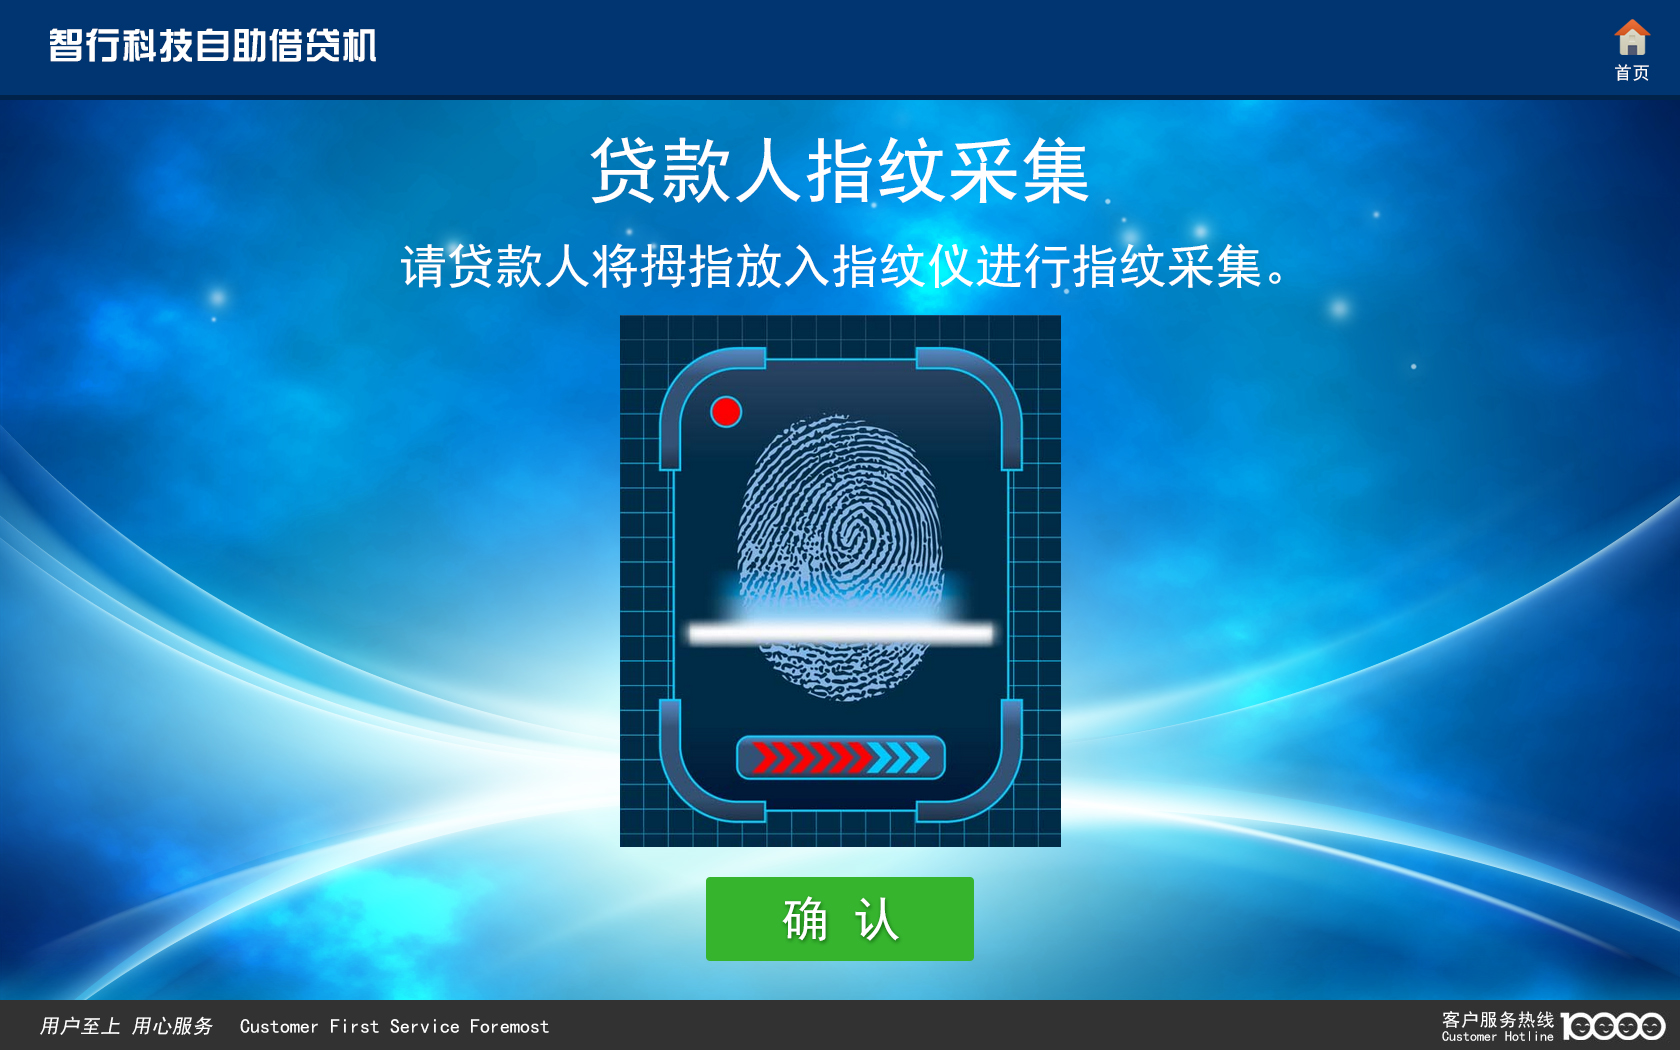 智行科技自助借贷机
首页
贷款人指纹采集
请贷款人将拇指放入指纹仪进行指纹采集。
确 认
用户至上 用心服务 Customer First Service Foremost
客户服务热线
Customer Hotline
10000